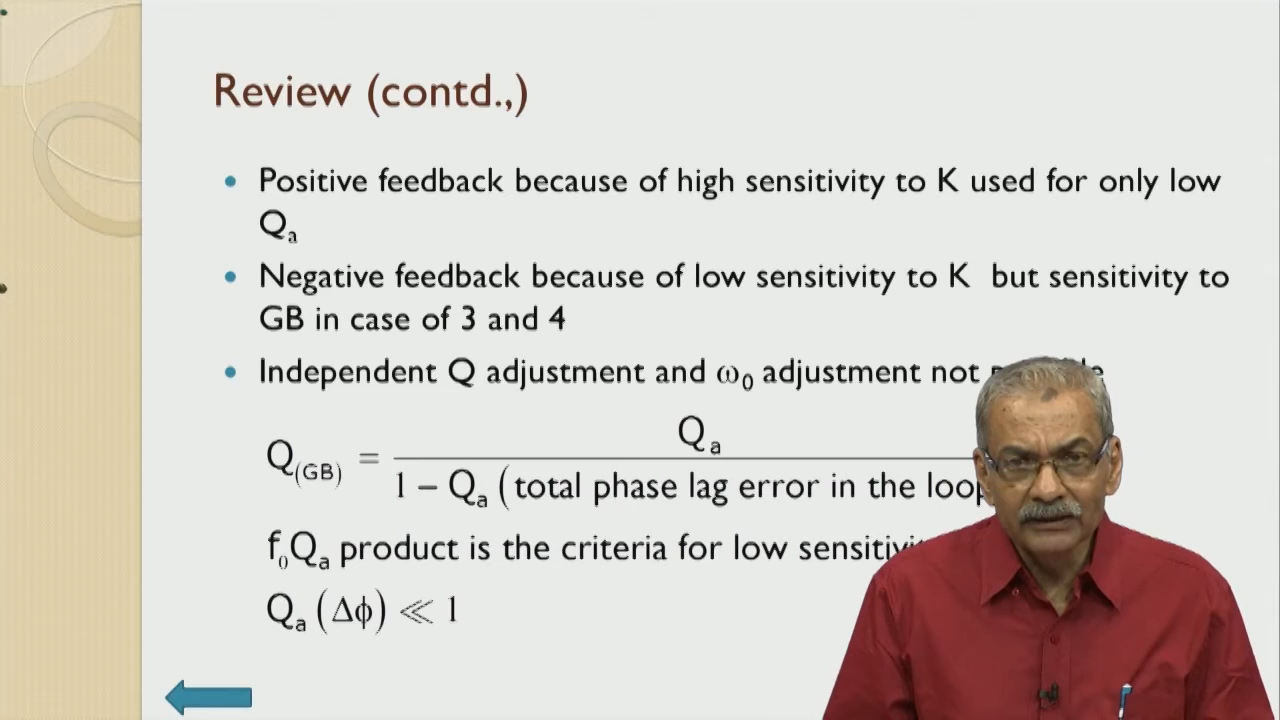 Review (contd.,)
Positive feedback because of high sensitivity to K used for only low
Qa
Negative feedback because of low sensitivity to K but sensitivity to
GB in case of 3 and 4
Independent Q adjustment and ω0 adjustment not
Q(GB) = Qa / 1 − Qa (total phase lag error in the loop
f0Qa product is the criteria for low
Qa (Δϕ) ≪ 1